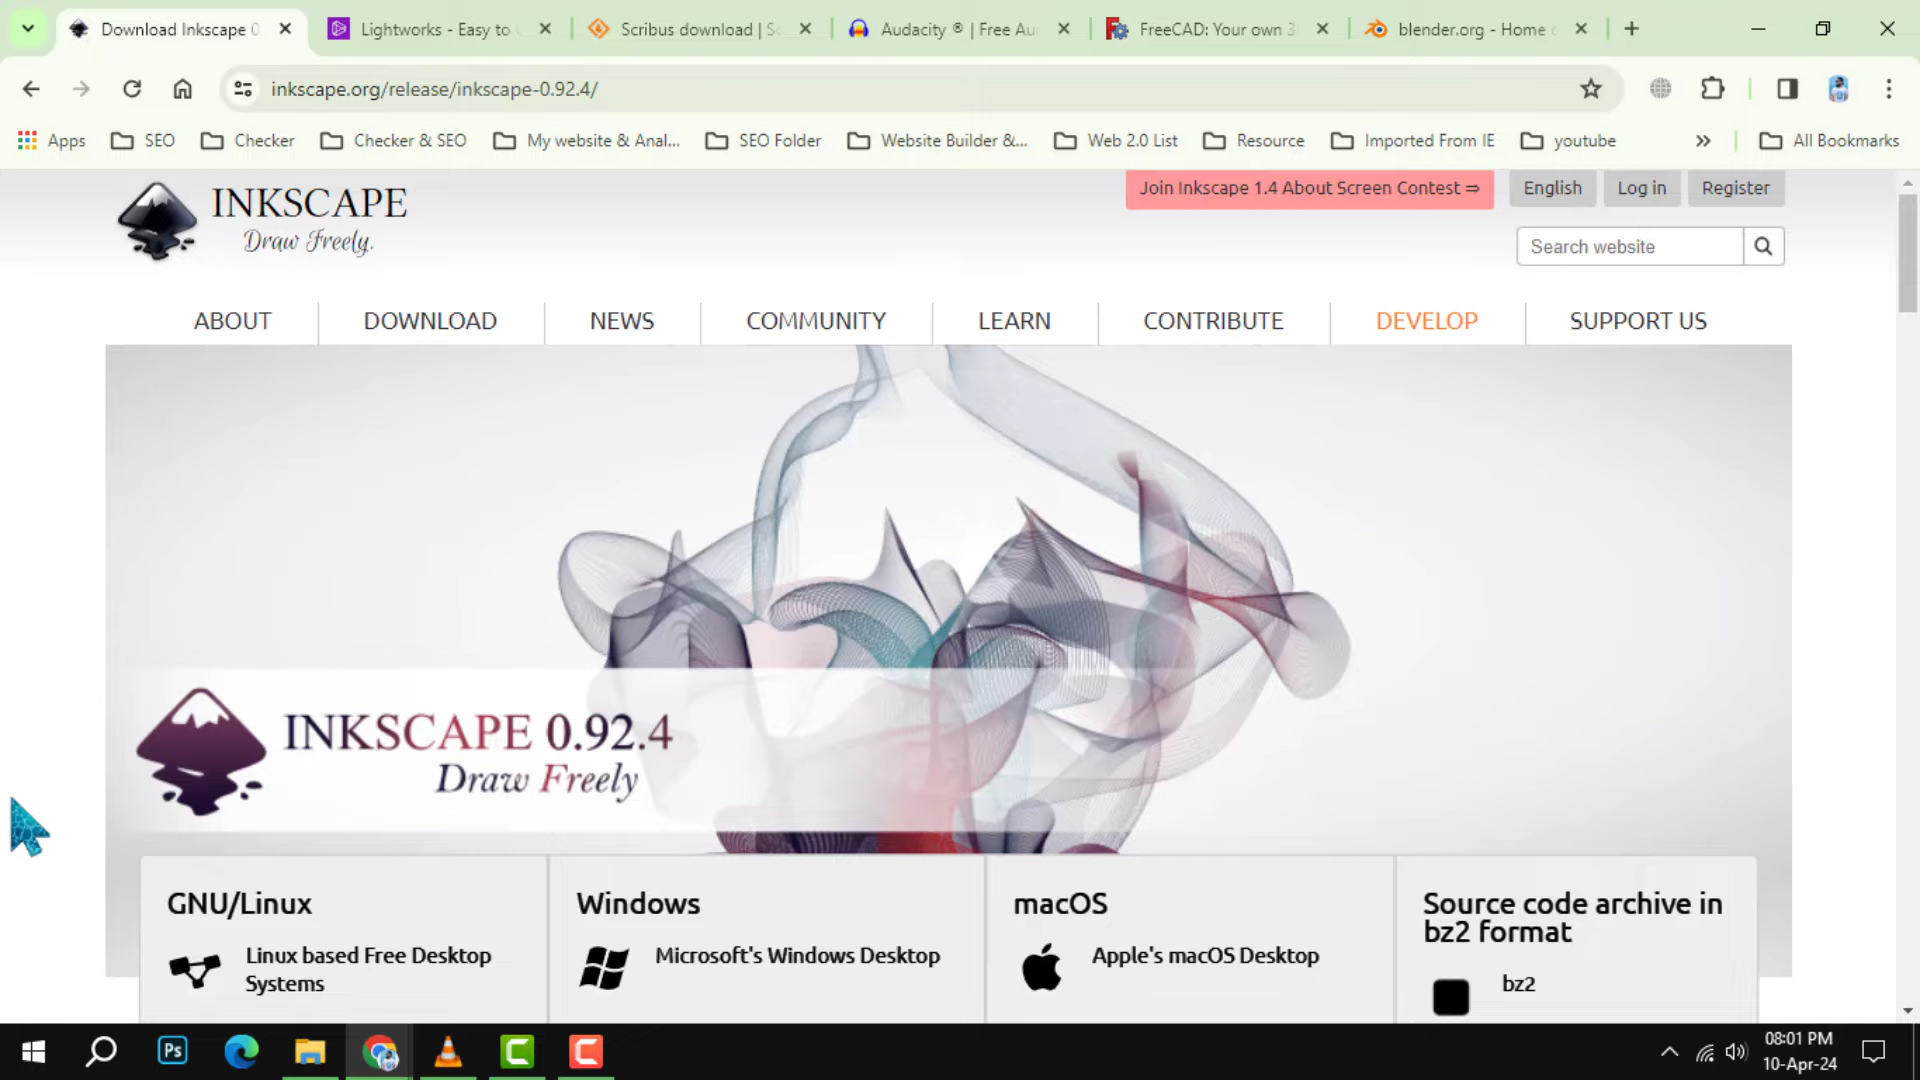 Download Inkscape 0
Lightworks - Easy to U
Scribus download | Sc
Audacity ® | Free Au
FreeCAD: Your own 3
blender.org - Home o
inkscape.org/release/inkscape-0.92.4/
Apps
SEO
Checker
Checker & SEO
My website & Anal...
SEO Folder
Website Builder &...
Web 2.0 List
Resource
Imported From IE
youtube
»
All Bookmarks
INKSCAPE
Draw Freely.
Join Inkscape 1.4 About Screen Contest ⇒
English
Log in
Register
Search website
ABOUT
DOWNLOAD
NEWS
COMMUNITY
LEARN
CONTRIBUTE
DEVELOP
SUPPORT US
INKSCAPE 0.92.4
Draw Freely
GNU/Linux
Linux based Free Desktop
Systems
Windows
Microsoft's Windows Desktop
macOS
Apple's macOS Desktop
Source code archive in
bz2 format
bz2
Ps
08:01 PM
10-Apr-24